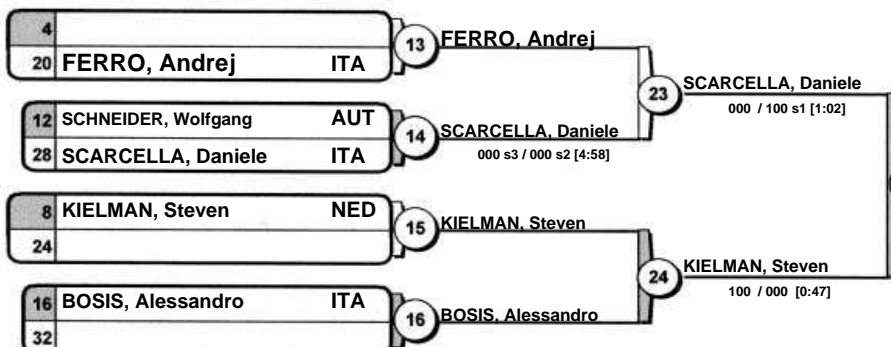 4
20 FERRO, Andrej ITA
13 FERRO, Andrej
12 SCHNEIDER, Wolfgang AUT
28 SCARCELLA, Daniele ITA
14 SCARCELLA, Daniele
000 s3 / 000 s2 [4:58]
23 SCARCELLA, Daniele
000 / 100 s1 [1:02]
8 KIELMAN, Steven NED
24
15 KIELMAN, Steven
16 BOSIS, Alessandro ITA
32
16 BOSIS, Alessandro
24 KIELMAN, Steven
100 / 000 [0:47]